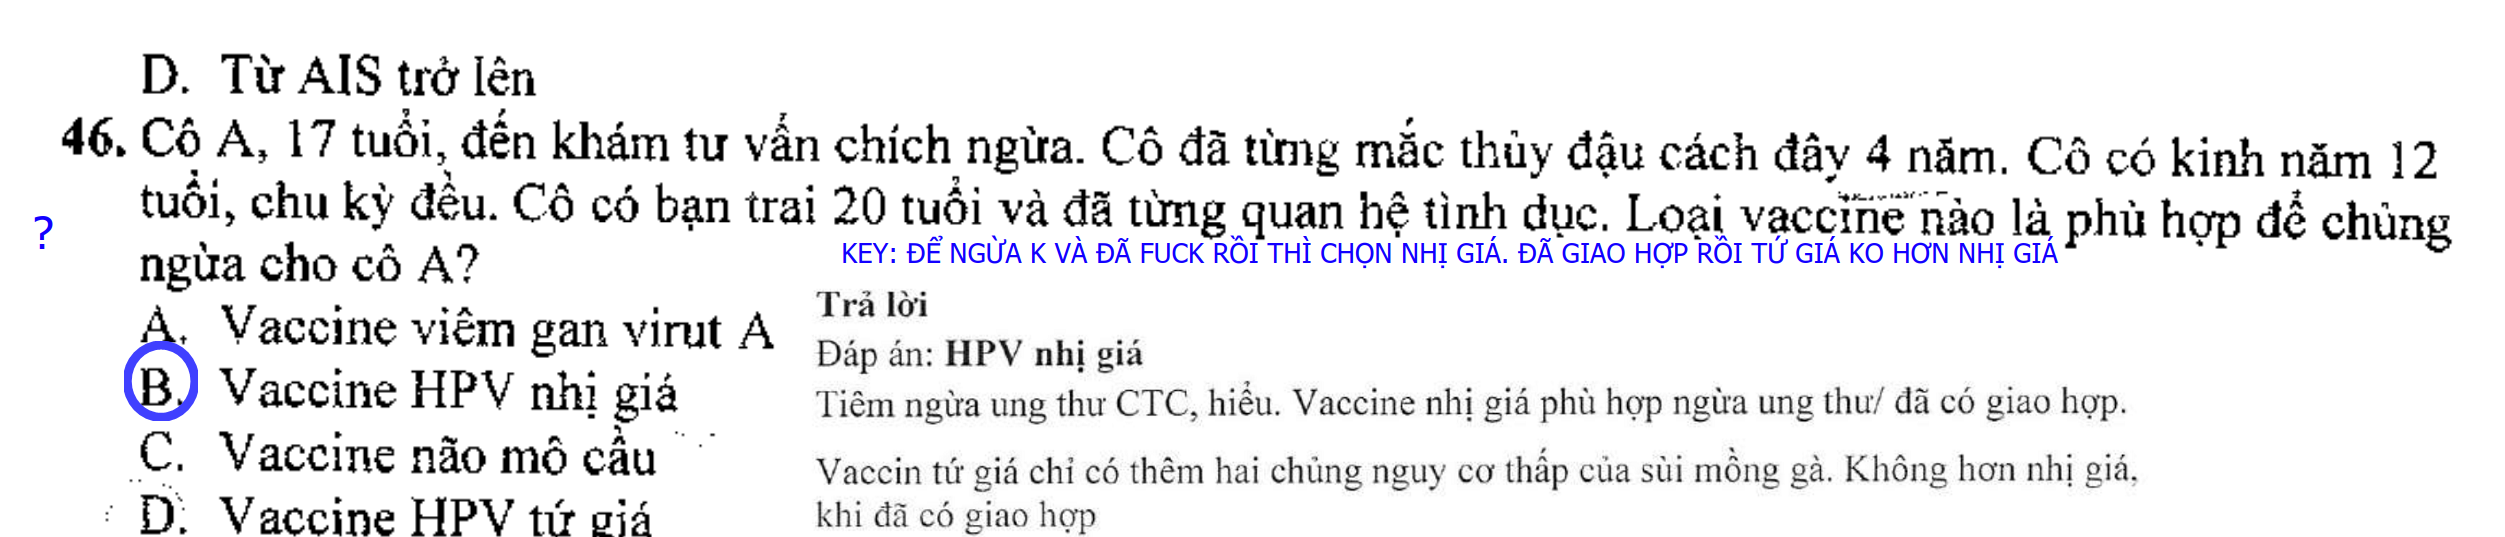 D. Từ AIS trở lên
46. Cô A, 17 tuổi, đến khám tư vấn chích ngừa. Cô đã từng mắc thủy đậu cách đây 4 năm. Cô có kinh năm 12
tuổi, chu kỳ đều. Cô có bạn trai 20 tuổi và đã từng quan hệ tình dục. Loại vaccine nào là phù hợp để chủng
?
ngừa cho cô A?
KEY: ĐỂ NGỪA K VÀ ĐÃ FUCK RỒI THÌ CHỌN NHỊ GIÁ. ĐÃ GIAO HỢP RỒI TỨ GIÁ KO HƠN NHỊ GIÁ
A. Vaccine viêm gan virut A
B. Vaccine HPV nhị giá
C. Vaccine não mô cầu
D. Vaccine HPV tứ giá
Trả lời
Đáp án: HPV nhị giá
Tiêm ngừa ung thư CTC, hiểu. Vaccine nhị giá phù hợp ngừa ung thư/ đã có giao hợp.
Vaccin tứ giá chỉ có thêm hai chủng nguy cơ thấp của sùi mồng gà. Không hơn nhị giá,
khi đã có giao hợp